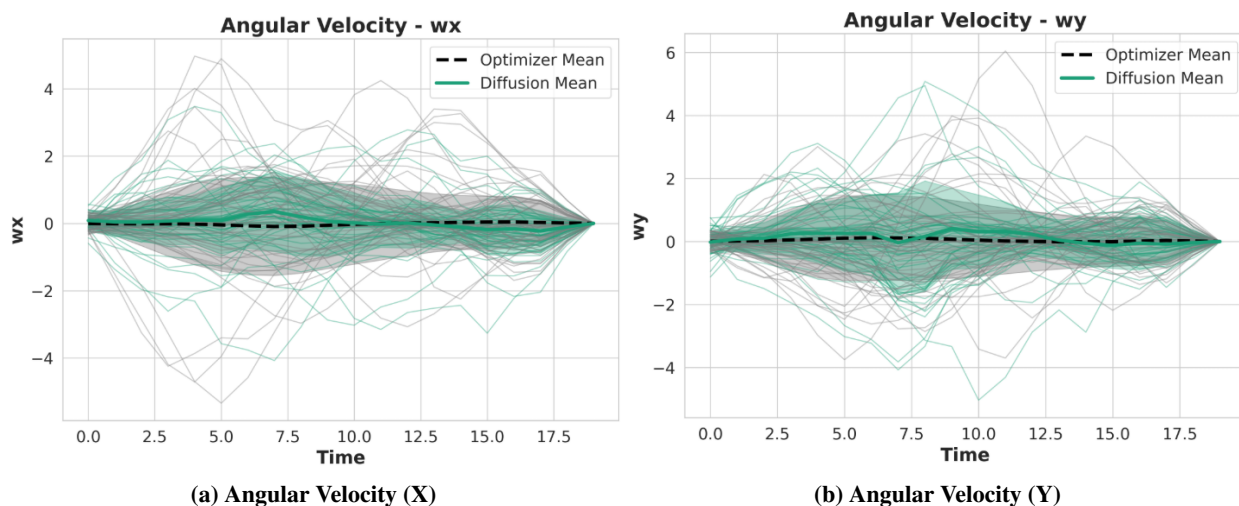 Angular Velocity - wx
Optimizer Mean
Diffusion Mean
4
2
0
−2
−4
wx
0.0 2.5 5.0 7.5 10.0 12.5 15.0 17.5
Time
(a) Angular Velocity (X)
Angular Velocity - wy
Optimizer Mean
Diffusion Mean
6
4
2
0
−2
−4
wy
0.0 2.5 5.0 7.5 10.0 12.5 15.0 17.5
Time
(b) Angular Velocity (Y)